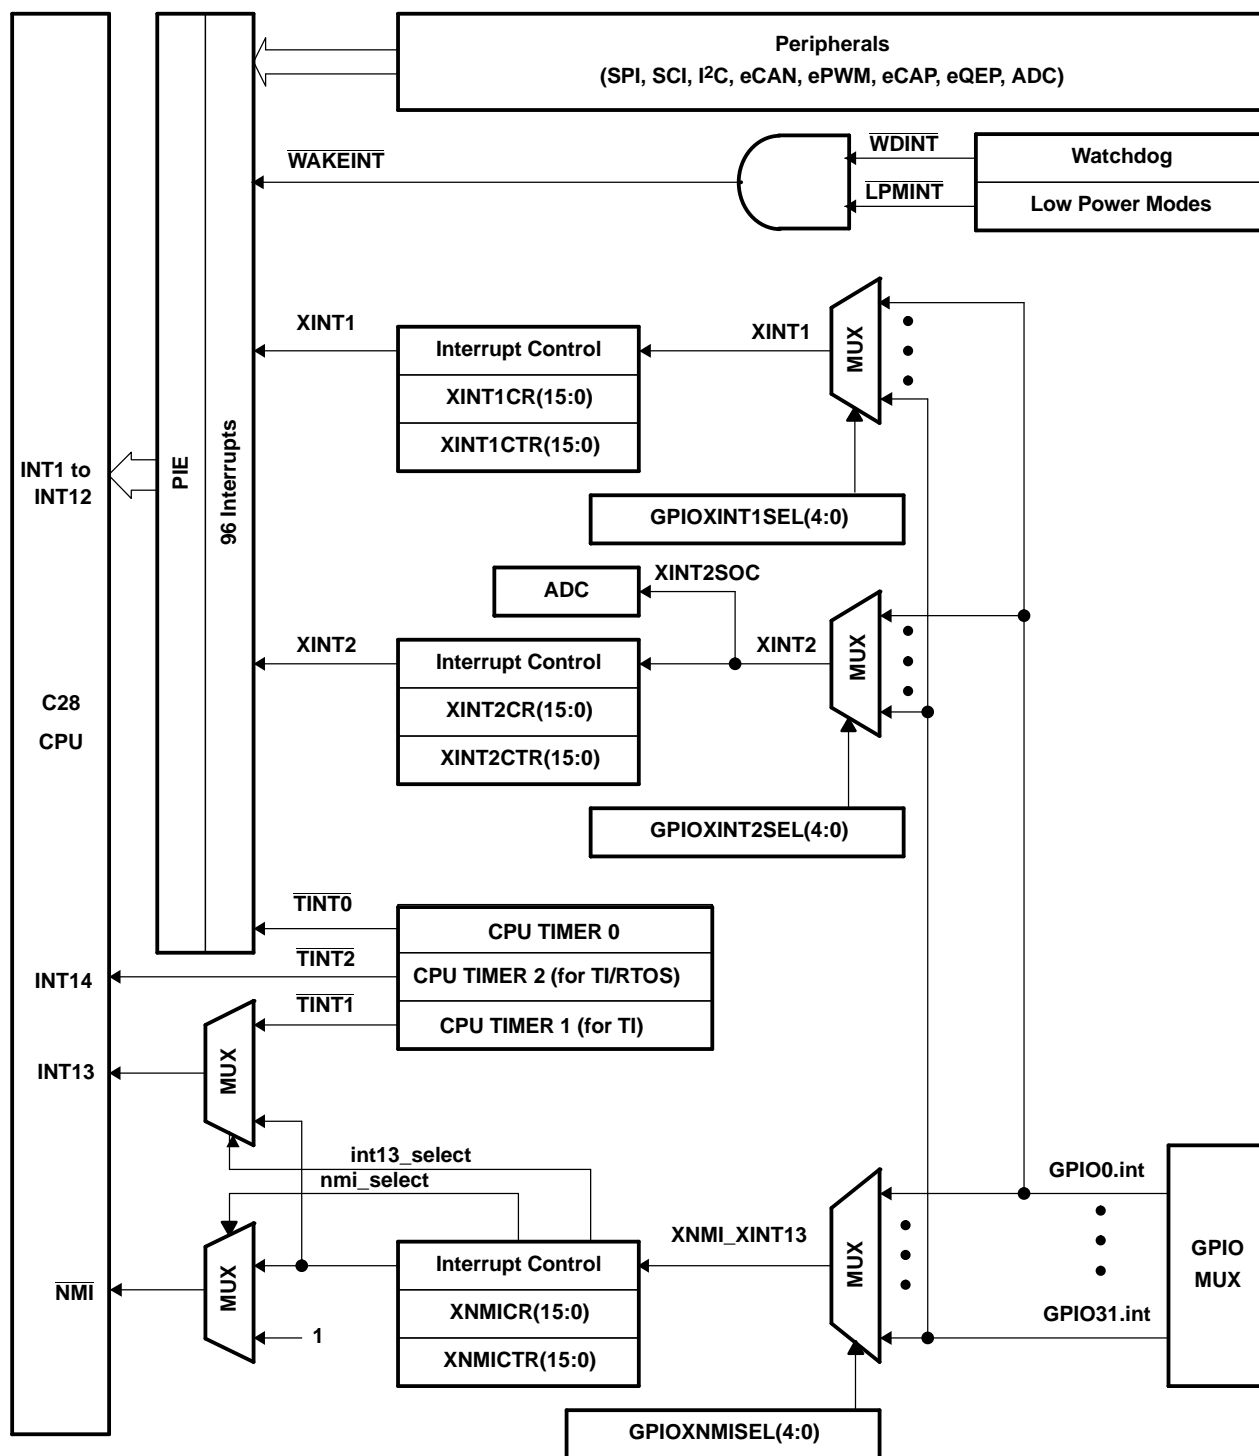 Peripherals
(SPI, SCI, I²C, eCAN, ePWM, eCAP, eQEP, ADC)
WDINT
Watchdog
WAKEINT
LPMINT
Low Power Modes
XINT1
Interrupt Control
XINT1CR(15:0)
XINT1CTR(15:0)
XINT1
MUX
GPIOXINT1SEL(4:0)
INT1 to
INT12
PIE
96 Interrupts
ADC
XINT2SOC
XINT2
Interrupt Control
XINT2CR(15:0)
XINT2CTR(15:0)
XINT2
MUX
GPIOXINT2SEL(4:0)
C28
CPU
TINT0
CPU TIMER 0
INT14
TINT2
CPU TIMER 2 (for TI/RTOS)
TINT1
CPU TIMER 1 (for TI)
INT13
MUX
int13_select
nmi_select
GPIO0.int
NMI
MUX
1
Interrupt Control
XNMICR(15:0)
XNMICTR(15:0)
XNMI_XINT13
MUX
GPIO31.int
GPIO
MUX
GPIOXNMISEL(4:0)